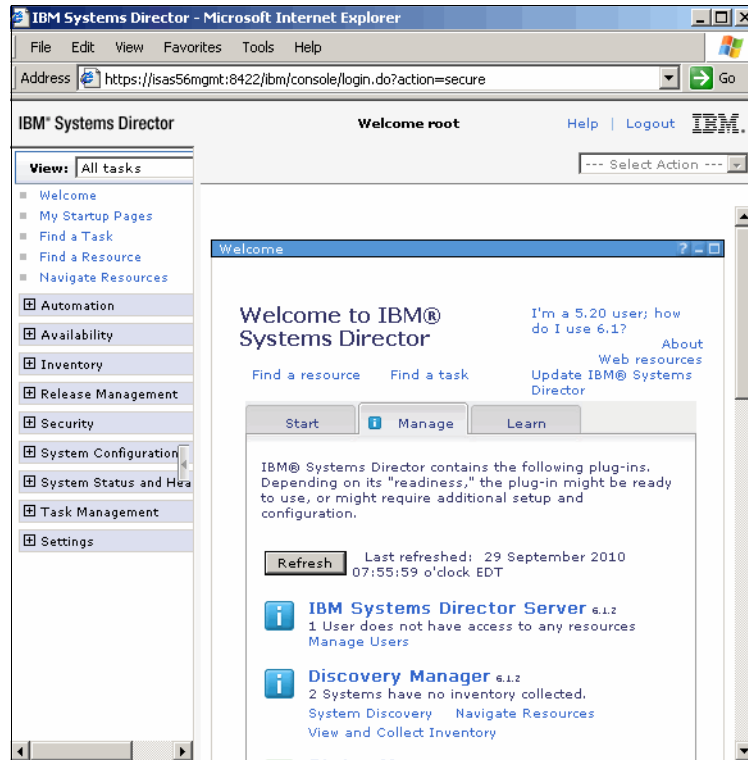 IBM Systems Director - Microsoft Internet Explorer
File Edit View Favorites Tools Help
Address https://isas56mgmt:8422/ibm/console/login.do?action=secure Go
IBM® Systems Director Welcome root Help | Logout IBM.
View: All tasks --- Select Action ---
Welcome
My Startup Pages
Find a Task
Find a Resource
Navigate Resources
Automation
Availability
Inventory
Release Management
Security
System Configuration
System Status and Hea
Task Management
Settings
Welcome
Welcome to IBM®
Systems Director
I'm a 5.20 user; how
do I use 6.1?
About
Web resources
Update IBM® Systems
Director
Find a resource Find a task
Start Manage Learn
IBM® Systems Director contains the following plug-ins.
Depending on its "readiness," the plug-in might be ready
to use, or might require additional setup and
configuration.
Refresh Last refreshed: 29 September 2010
07:55:59 o'clock EDT
IBM Systems Director Server 6.1.2
1 User does not have access to any resources
Manage Users
Discovery Manager 6.1.2
2 Systems have no inventory collected.
System Discovery Navigate Resources
View and Collect Inventory